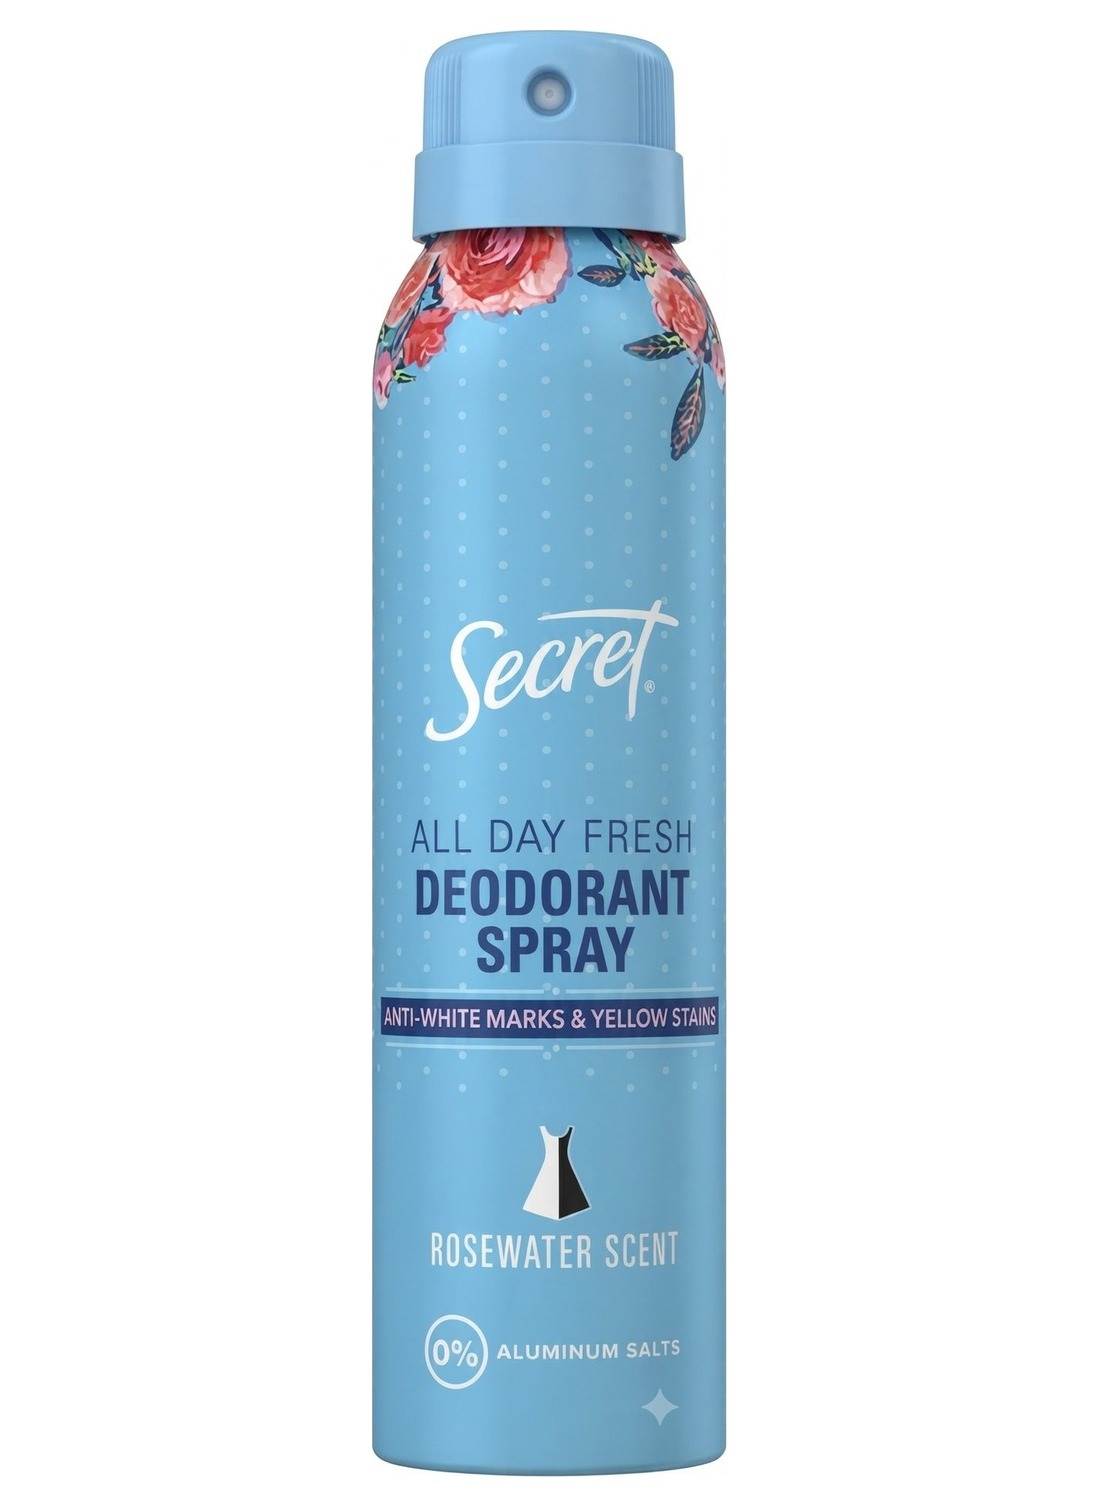 Secret®
ALL DAY FRESH
DEODORANT
SPRAY
ANTI-WHITE MARKS & YELLOW STAINS
ROSEWATER SCENT
0% ALUMINUM SALTS